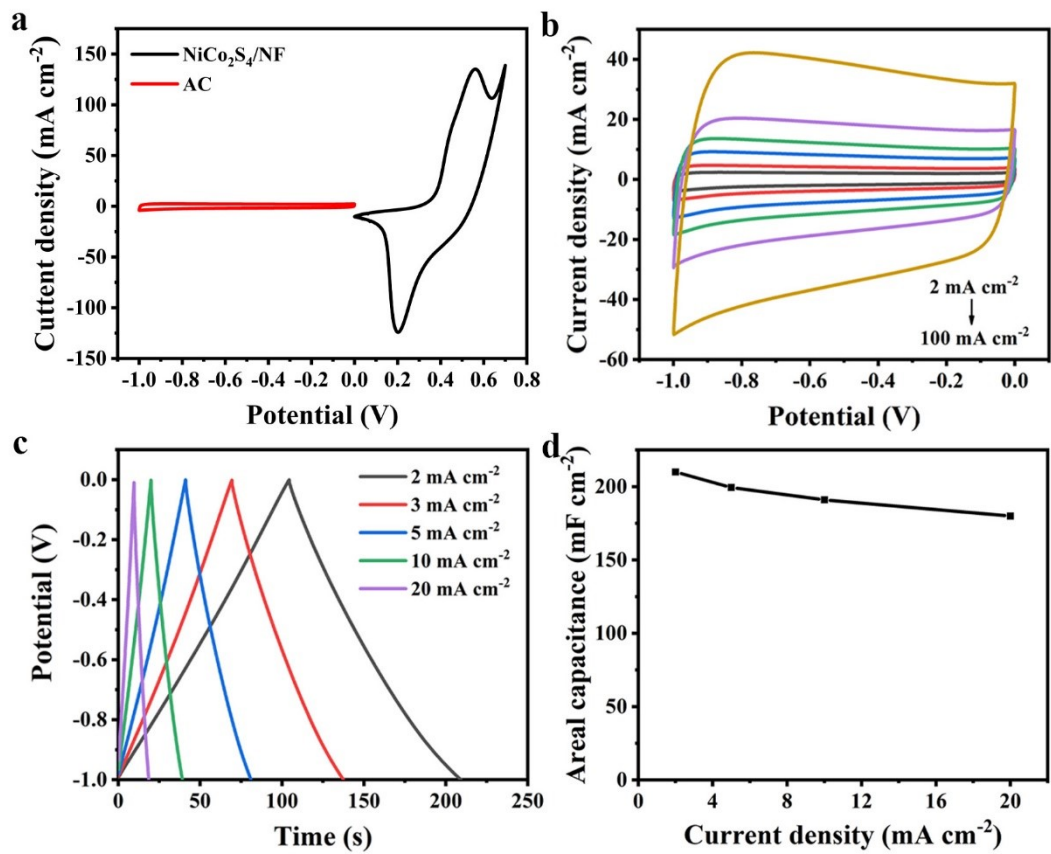 a
Cuttent density (mA cm⁻²)
150
100
50
0
-50
-100
-150
NiCo₂S₄/NF
AC
-1.0 -0.8 -0.6 -0.4 -0.2 0.0 0.2 0.4 0.6 0.8
Potential (V)
b
Current density (mA cm⁻²)
40
20
0
-20
-40
-60
2 mA cm⁻²
100 mA cm⁻²
-1.0 -0.8 -0.6 -0.4 -0.2 0.0
Potential (V)
c
Potential (V)
0.0
-0.2
-0.4
-0.6
-0.8
-1.0
2 mA cm⁻²
3 mA cm⁻²
5 mA cm⁻²
10 mA cm⁻²
20 mA cm⁻²
0 50 100 150 200 250
Time (s)
d
Areal capacitance (mF cm⁻²)
200
150
100
50
0
0 4 8 12 16 20
Current density (mA cm⁻²)